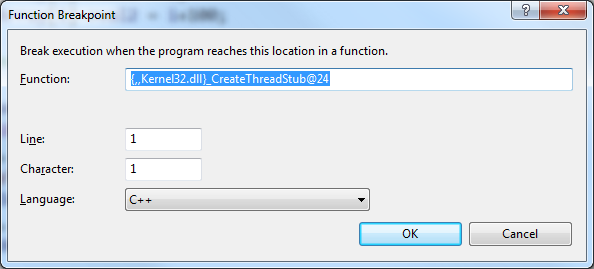 Function Breakpoint
Break execution when the program reaches this location in a function.
Function: {,,Kernel32.dll}_CreateThreadStub@24
Line: 1
Character: 1
Language: C++
OK Cancel